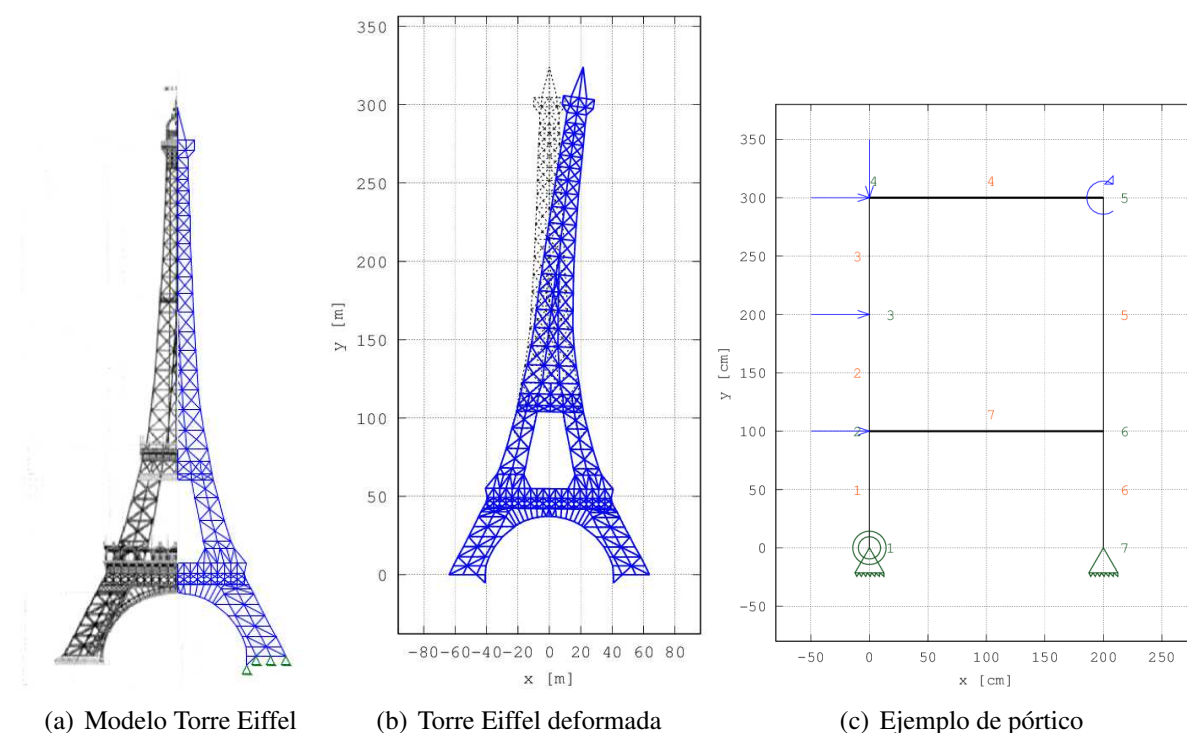 350
300
250
200
150
100
50
0
y [m]
-80 -60 -40 -20 0 20 40 60 80
x [m]
350
300
250
200
150
100
50
0
-50
y [cm]
4 4 5
3
3 5
2
7
2 6
1 6
1 7
-50 0 50 100 150 200 250
x [cm]
(a) Modelo Torre Eiffel
(b) Torre Eiffel deformada
(c) Ejemplo de pórtico